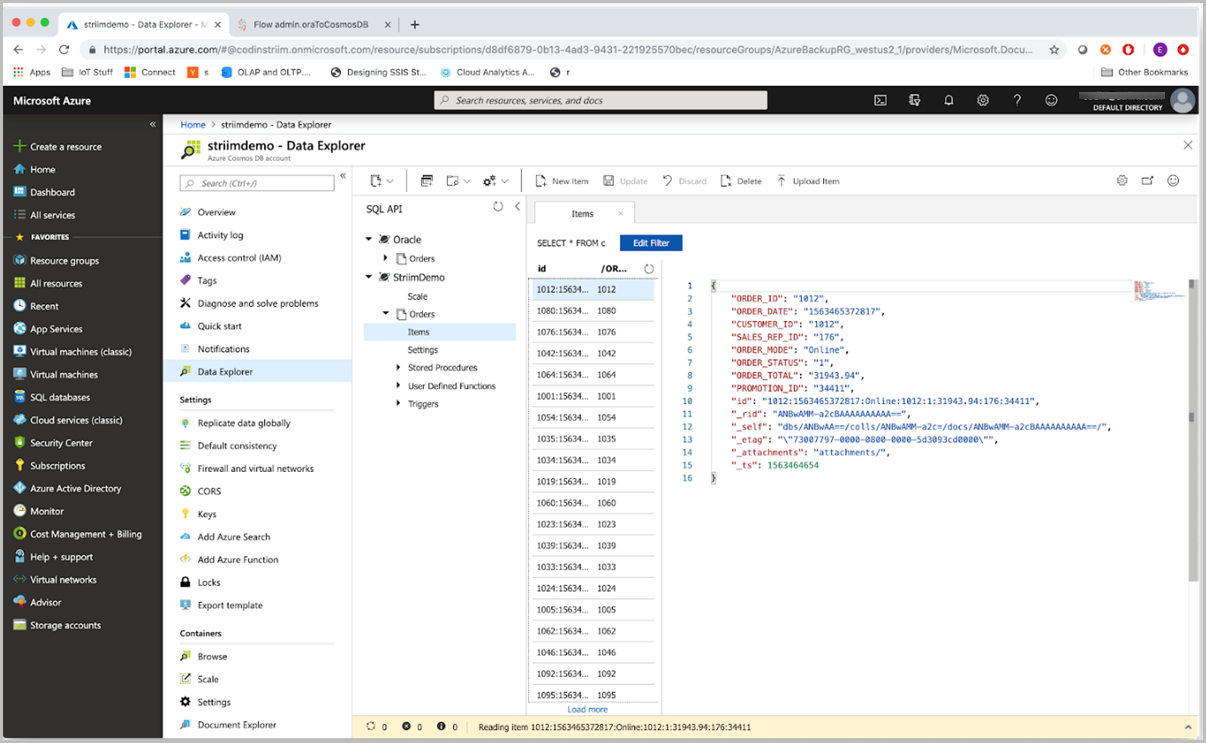 striimdemo - Data Explorer - M
Flow admin.oraToCosmosDB
https://portal.azure.com/#@codinstriim.onmicrosoft.com/resource/subscriptions/d8df6879-0b13-4ad3-9431-221925570bec/resourceGroups/AzureBackupRG_westus2_1/providers/Microsoft.Docu...
E
Apps
IoT Stuff
Connect
Y s
OLAP and OLTP....
Designing SSIS St...
Cloud Analytics A...
r
Other Bookmarks
Microsoft Azure
Search resources, services, and docs
DEFAULT DIRECTORY
Create a resource
Home
Dashboard
All services
FAVORITES
Resource groups
All resources
Recent
App Services
Virtual machines (classic)
Virtual machines
SQL databases
Cloud services (classic)
Security Center
Subscriptions
Azure Active Directory
Monitor
Cost Management + Billing
Help + support
Virtual networks
Advisor
Storage accounts
Home > striimdemo - Data Explorer
striimdemo - Data Explorer
Azure Cosmos DB account
Search (Ctrl+/)
Overview
Activity log
Access control (IAM)
Tags
Diagnose and solve problems
Quick start
Notifications
Data Explorer
Settings
Replicate data globally
Default consistency
Firewall and virtual networks
CORS
Keys
Add Azure Search
Add Azure Function
Locks
Export template
Containers
Browse
Scale
Settings
Document Explorer
New Item
Update
Discard
Delete
Upload Item
SQL API
Oracle
Orders
StriimDemo
Scale
Orders
Items
Settings
Stored Procedures
User Defined Functions
Triggers
Items
SELECT * FROM c
Edit Filter
id /OR...
1012:15634... 1012
1080:15634... 1080
1076:15634... 1076
1042:15634... 1042
1064:15634... 1064
1001:15634... 1001
1054:15634... 1054
1035:15634... 1035
1034:15634... 1034
1019:15634... 1019
1060:15634... 1060
1023:15634... 1023
1039:15634... 1039
1033:15634... 1033
1024:15634... 1024
1005:15634... 1005
1062:15634... 1062
1046:15634... 1046
1092:15634... 1092
1095:15634... 1095
Load more
1 {
2 "ORDER_ID": "1012",
3 "ORDER_DATE": "1563465372817",
4 "CUSTOMER_ID": "1012",
5 "SALES_REP_ID": "176",
6 "ORDER_MODE": "Online",
7 "ORDER_STATUS": "1",
8 "ORDER_TOTAL": "31943.94",
9 "PROMOTION_ID": "34411",
10 "id": "1012:1563465372817:Online:1012:1:31943.94:176:34411",
11 "_rid": "ANBwAMM-a2cBAAAAAAAAAA==",
12 "_self": "dbs/ANBwAA==/colls/ANBwAMM-a2c=/docs/ANBwAMM-a2cBAAAAAAAAAA==/",
13 "_etag": "\"73007797-0000-0800-0000-5d3093cd0000\"",
14 "_attachments": "attachments/",
15 "_ts": 1563464654
16 }
0 0 0 Reading item 1012:1563465372817:Online:1012:1:31943.94:176:34411